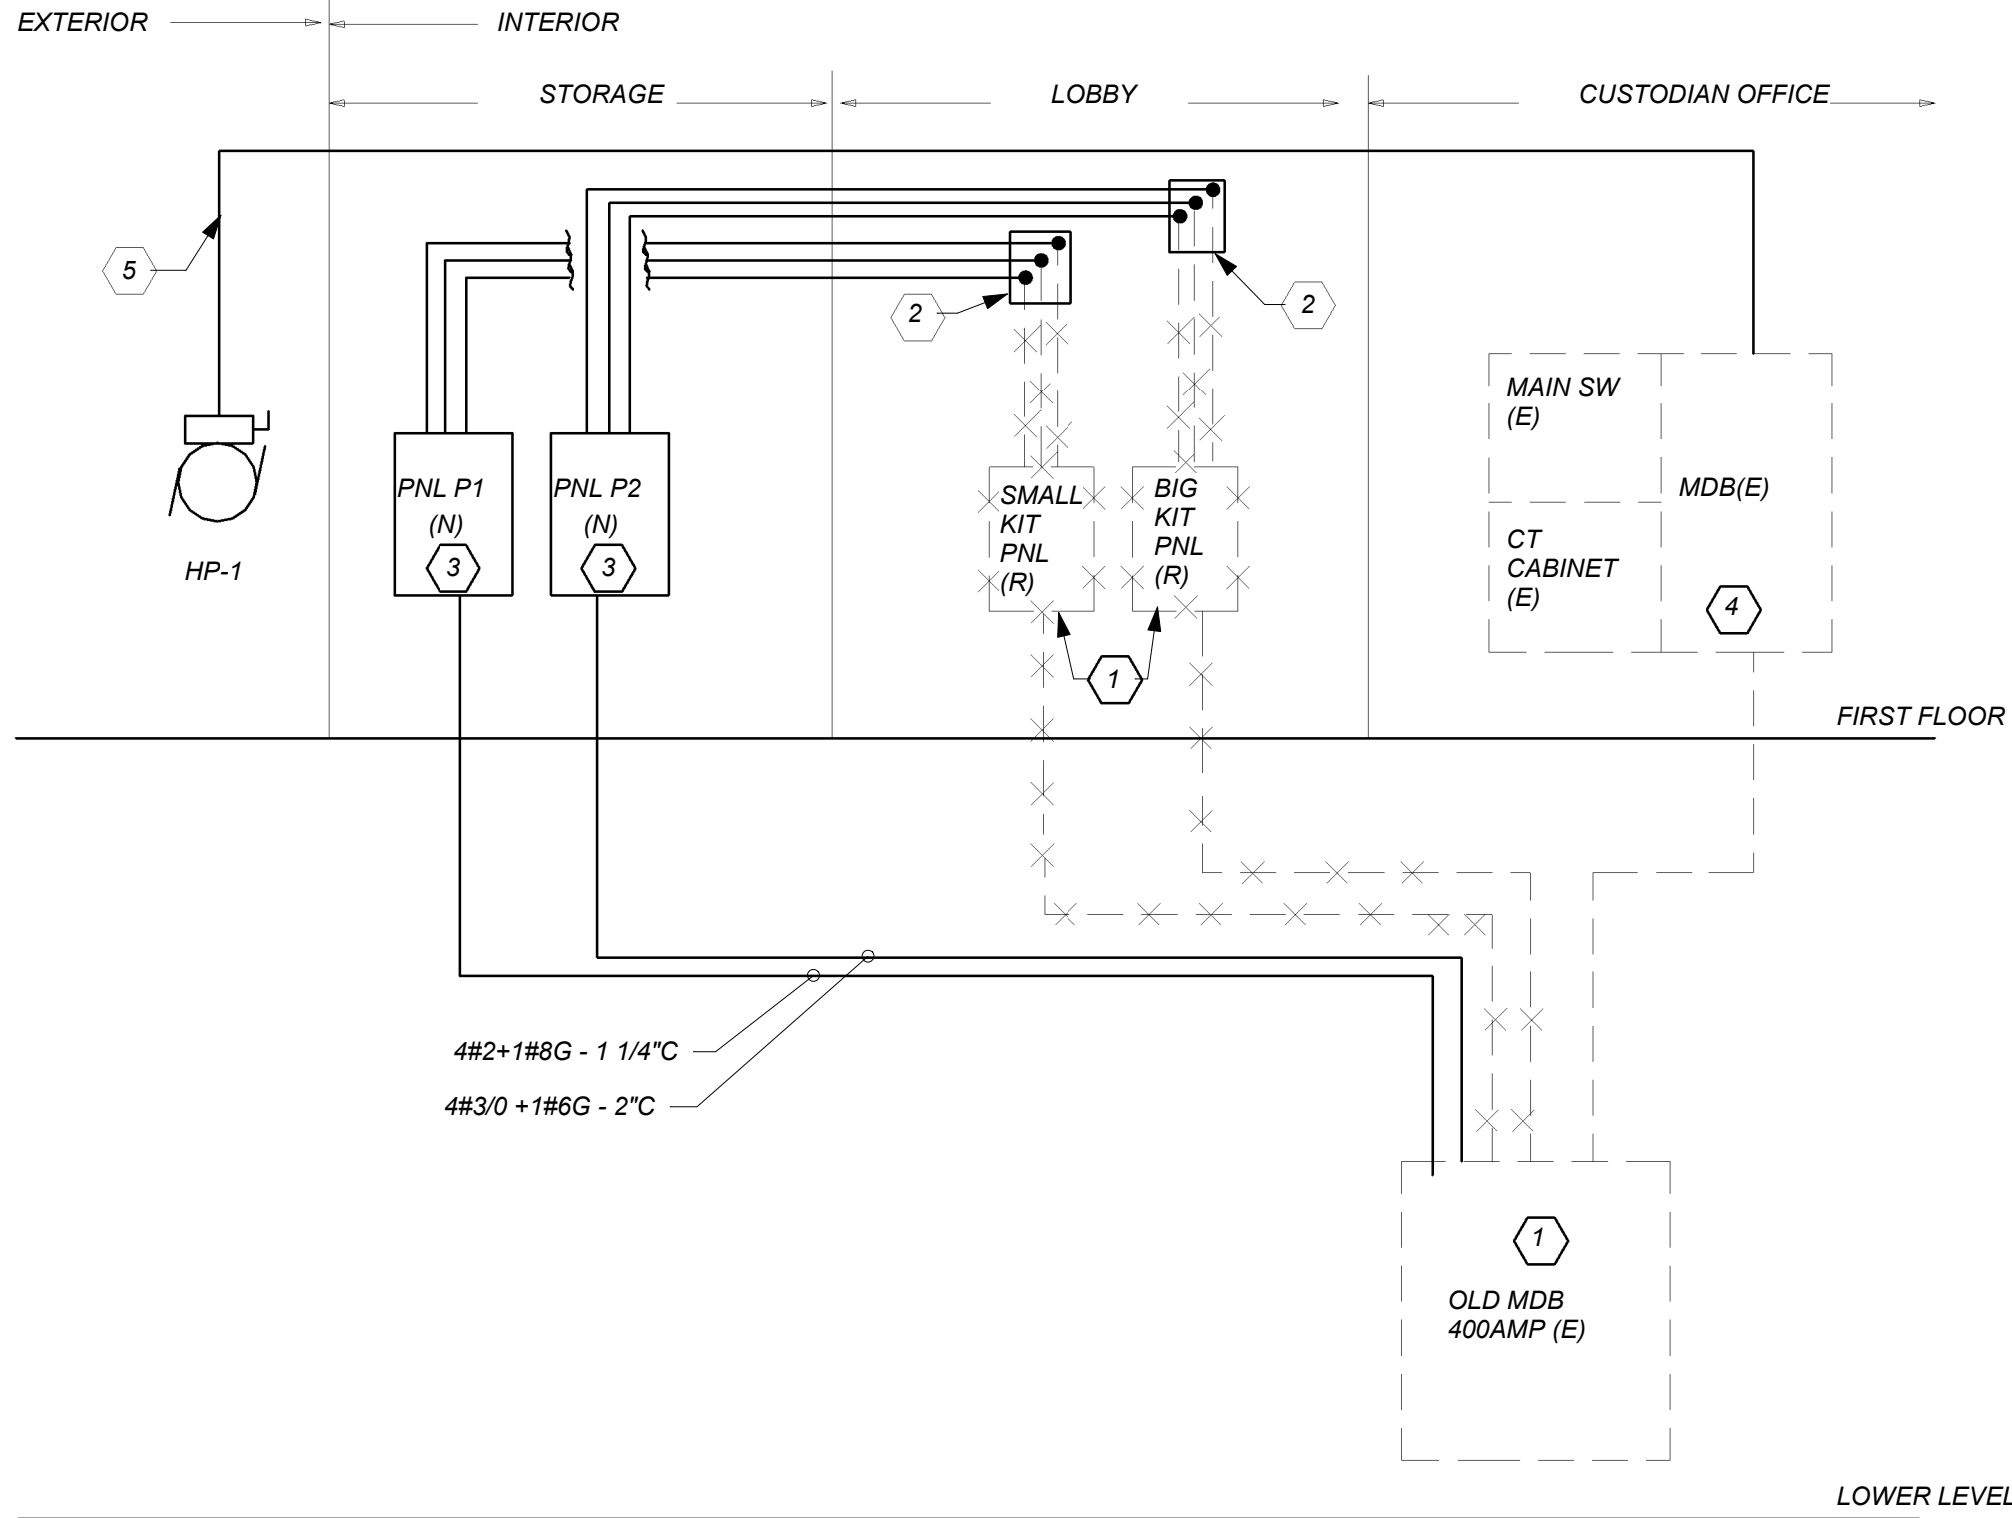 EXTERIOR
INTERIOR
STORAGE
LOBBY
CUSTODIAN OFFICE
5
2
2
MAIN SW
(E)
MDB(E)
CT
CABINET
(E)
4
PNL P1
(N)
3
PNL P2
(N)
3
SMALL
KIT
PNL
(R)
BIG
KIT
PNL
(R)
HP-1
1
FIRST FLOOR
4#2+1#8G - 1 1/4"C
4#3/0 +1#6G - 2"C
1
OLD MDB
400AMP (E)
LOWER LEVEL